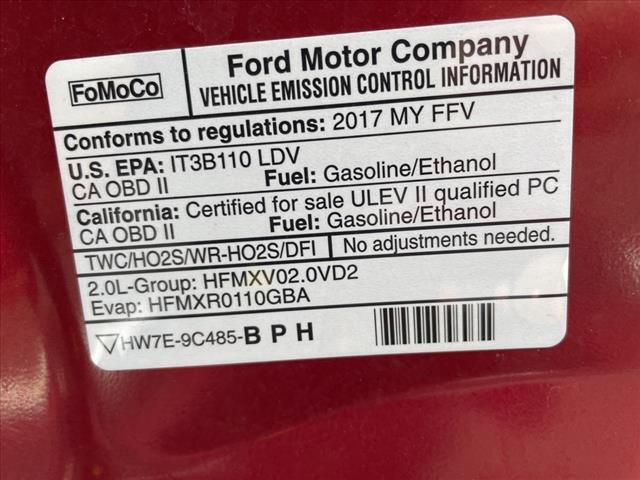 FoMoCo
Ford Motor Company
VEHICLE EMISSION CONTROL INFORMATION
Conforms to regulations: 2017 MY FFV
U.S. EPA: IT3B110 LDV
CA OBD II Fuel: Gasoline/Ethanol
California: Certified for sale ULEV II qualified PC
CA OBD II Fuel: Gasoline/Ethanol
TWC/HO2S/WR-HO2S/DFI No adjustments needed.
2.0L-Group: HFMXV02.0VD2
Evap: HFMXR0110GBA
HW7E-9C485-B P H